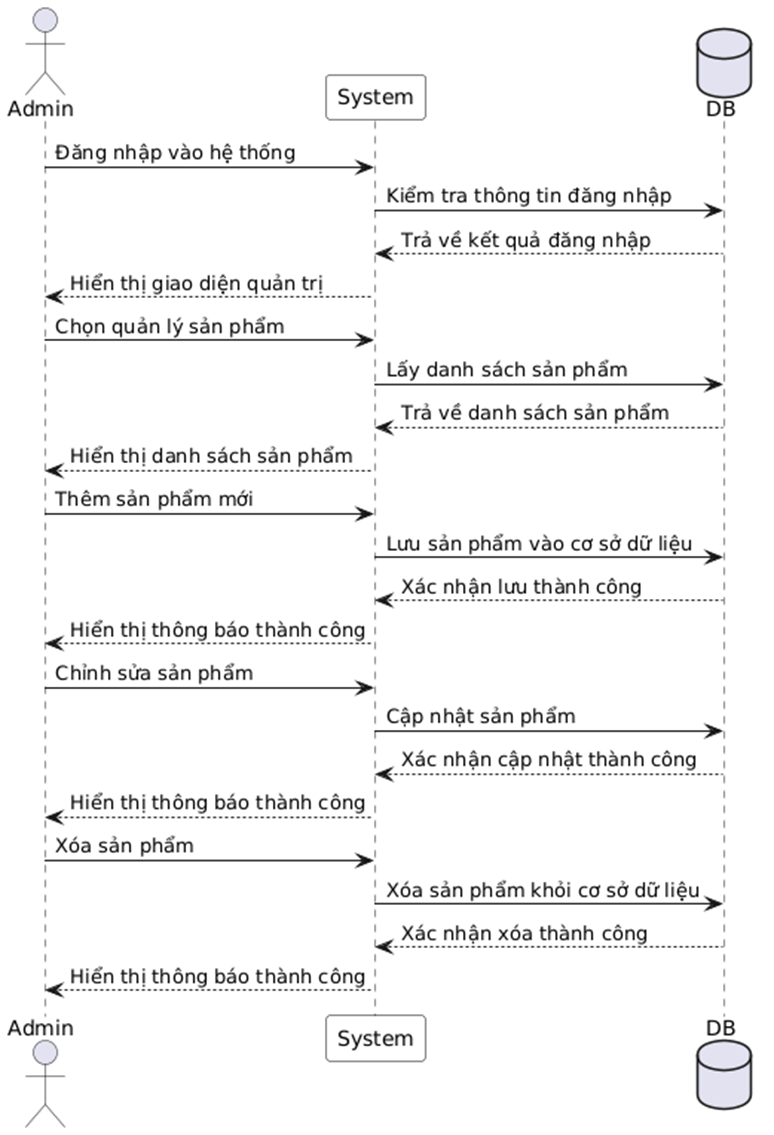 Admin
System
DB
Đăng nhập vào hệ thống
Kiểm tra thông tin đăng nhập
Trả về kết quả đăng nhập
Hiển thị giao diện quản trị
Chọn quản lý sản phẩm
Lấy danh sách sản phẩm
Trả về danh sách sản phẩm
Hiển thị danh sách sản phẩm
Thêm sản phẩm mới
Lưu sản phẩm vào cơ sở dữ liệu
Xác nhận lưu thành công
Hiển thị thông báo thành công
Chỉnh sửa sản phẩm
Cập nhật sản phẩm
Xác nhận cập nhật thành công
Hiển thị thông báo thành công
Xóa sản phẩm
Xóa sản phẩm khỏi cơ sở dữ liệu
Xác nhận xóa thành công
Hiển thị thông báo thành công
Admin
System
DB